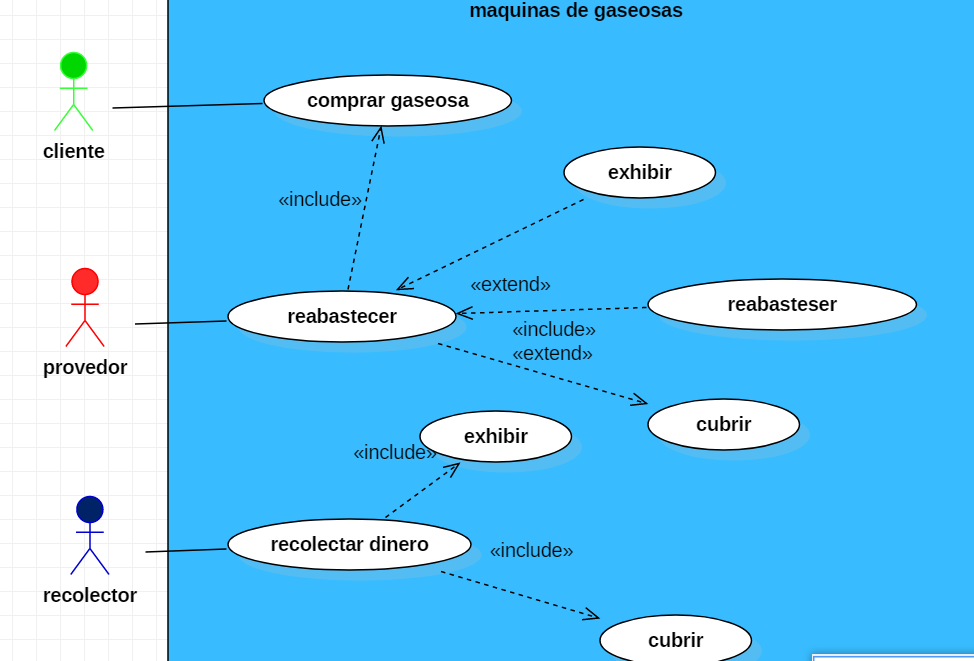 maquinas de gaseosas
comprar gaseosa
cliente
exhibir
«include»
«extend»
reabasteser
reabastecer
«include»
«extend»
provedor
cubrir
exhibir
«include»
recolectar dinero
«include»
recolector
cubrir